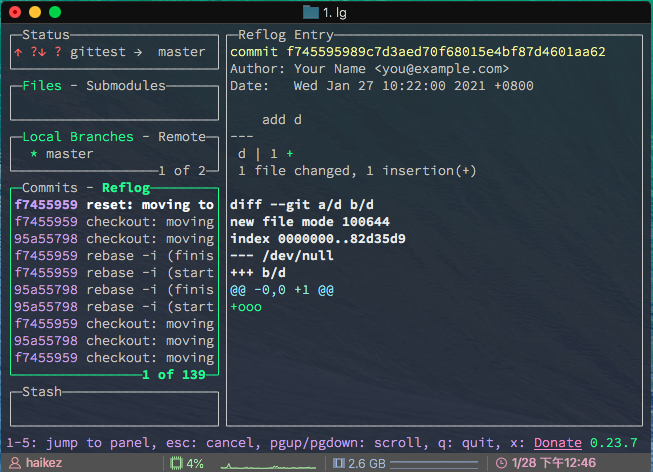 1. lg
Status
↑ ?↓ ? gittest → master
Files - Submodules
Local Branches - Remote
* master
1 of 2
Commits - Reflog
f7455959 reset: moving to
f7455959 checkout: moving
95a55798 checkout: moving
f7455959 rebase -i (finis
f7455959 rebase -i (start
95a55798 rebase -i (finis
95a55798 rebase -i (start
f7455959 checkout: moving
95a55798 checkout: moving
f7455959 checkout: moving
1 of 139
Stash
Reflog Entry
commit f745595989c7d3aed70f68015e4bf87d4601aa62
Author: Your Name <you@example.com>
Date:   Wed Jan 27 10:22:00 2021 +0800
add d
---
d | 1 +
1 file changed, 1 insertion(+)
diff --git a/d b/d
new file mode 100644
index 0000000..82d35d9
--- /dev/null
+++ b/d
@@ -0,0 +1 @@
+ooo
1-5: jump to panel, esc: cancel, pgup/pgdown: scroll, q: quit, x: Donate 0.23.7
haikez 4% 2.6 GB 1/28 下午12:46